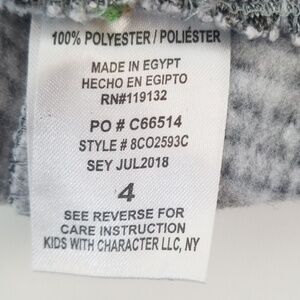 100% POLYESTER / POLIÉSTER
MADE IN EGYPT
HECHO EN EGIPTO
RN#119132
PO # C66514
STYLE # 8CO2593C
SEY JUL2018
4
SEE REVERSE FOR
CARE INSTRUCTION
KIDS WITH CHARACTER LLC, NY